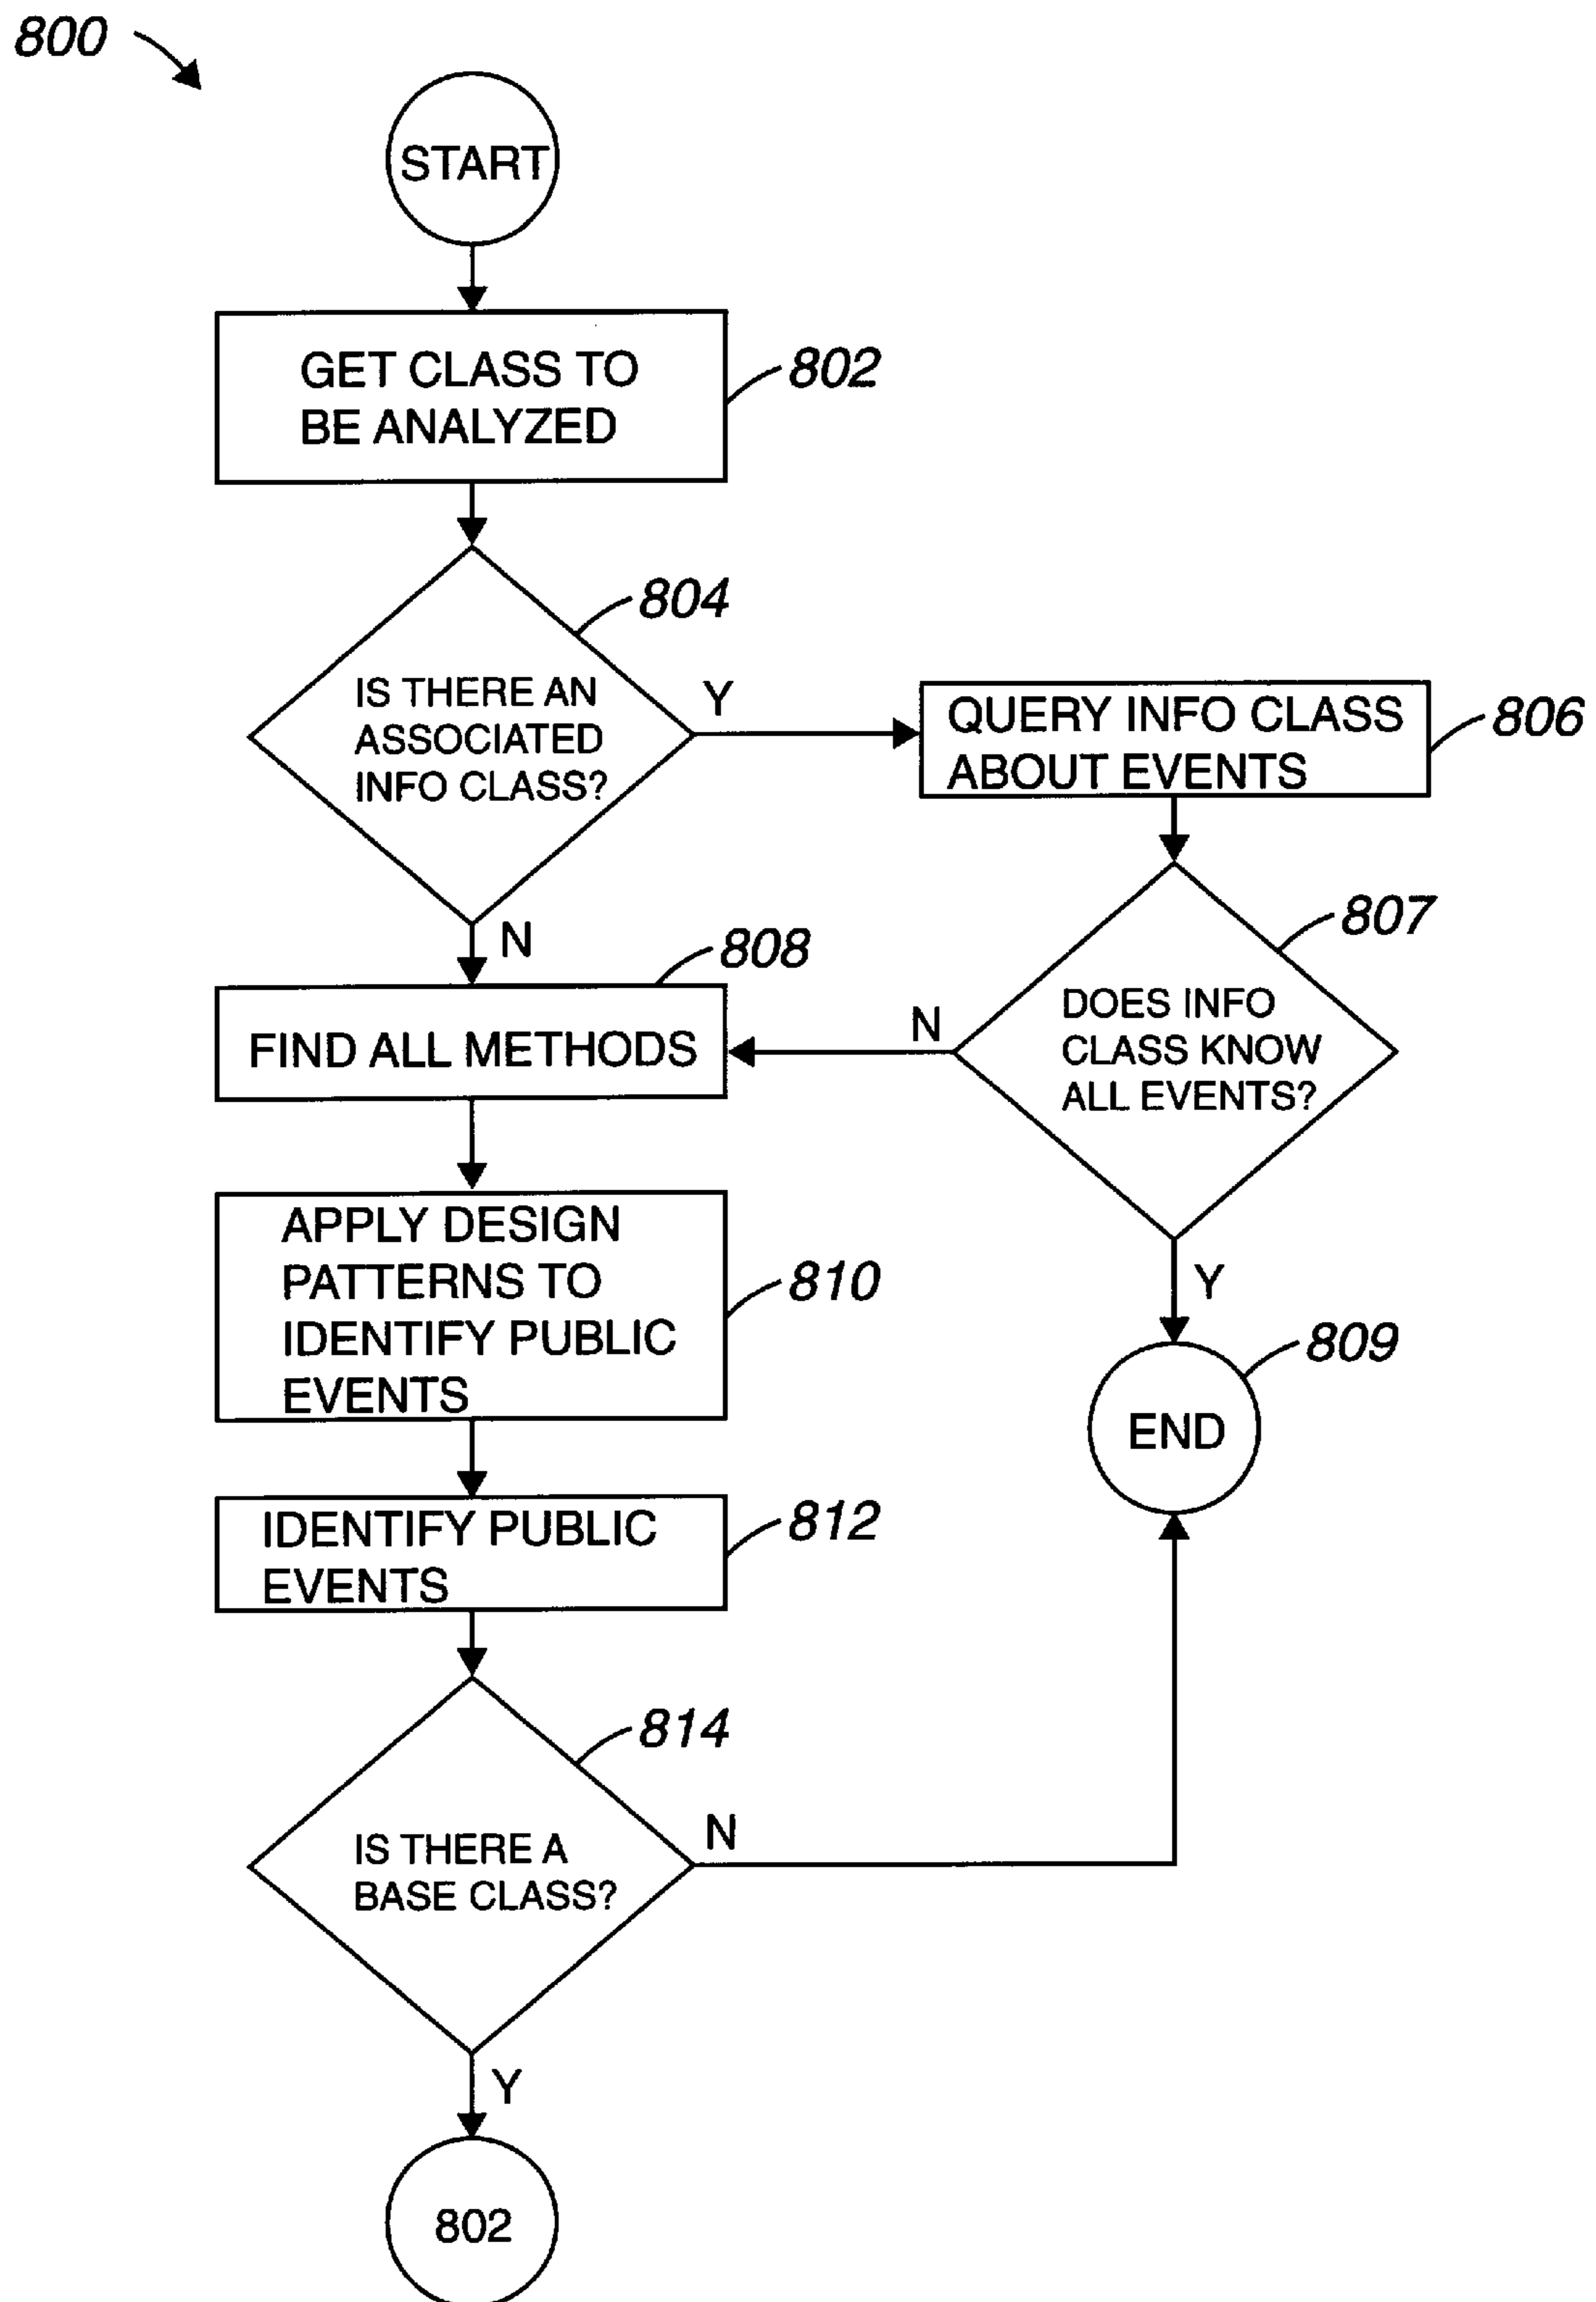 800
START
GET CLASS TO
BE ANALYZED
802
804
IS THERE AN
ASSOCIATED
INFO CLASS?
Y
QUERY INFO CLASS
ABOUT EVENTS
806
N
808
807
FIND ALL METHODS
N
DOES INFO
CLASS KNOW
ALL EVENTS?
APPLY DESIGN
PATTERNS TO
IDENTIFY PUBLIC
EVENTS
810
Y
809
END
IDENTIFY PUBLIC
EVENTS
812
814
IS THERE A
BASE CLASS?
N
Y
802